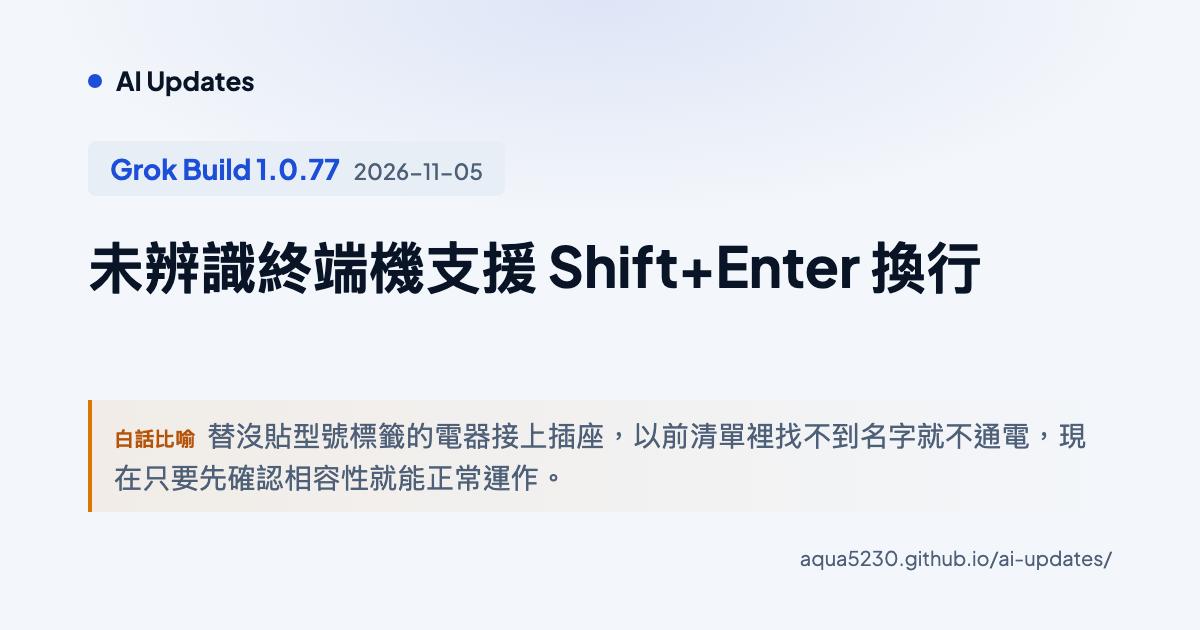 AI Updates
Grok Build 1.0.77 2026-11-05
未辨識終端機支援 Shift+Enter 換行
白話比喻 替沒貼型號標籤的電器接上插座，以前清單裡找不到名字就不通電，現
在只要先確認相容性就能正常運作。
aqua5230.github.io/ai-updates/